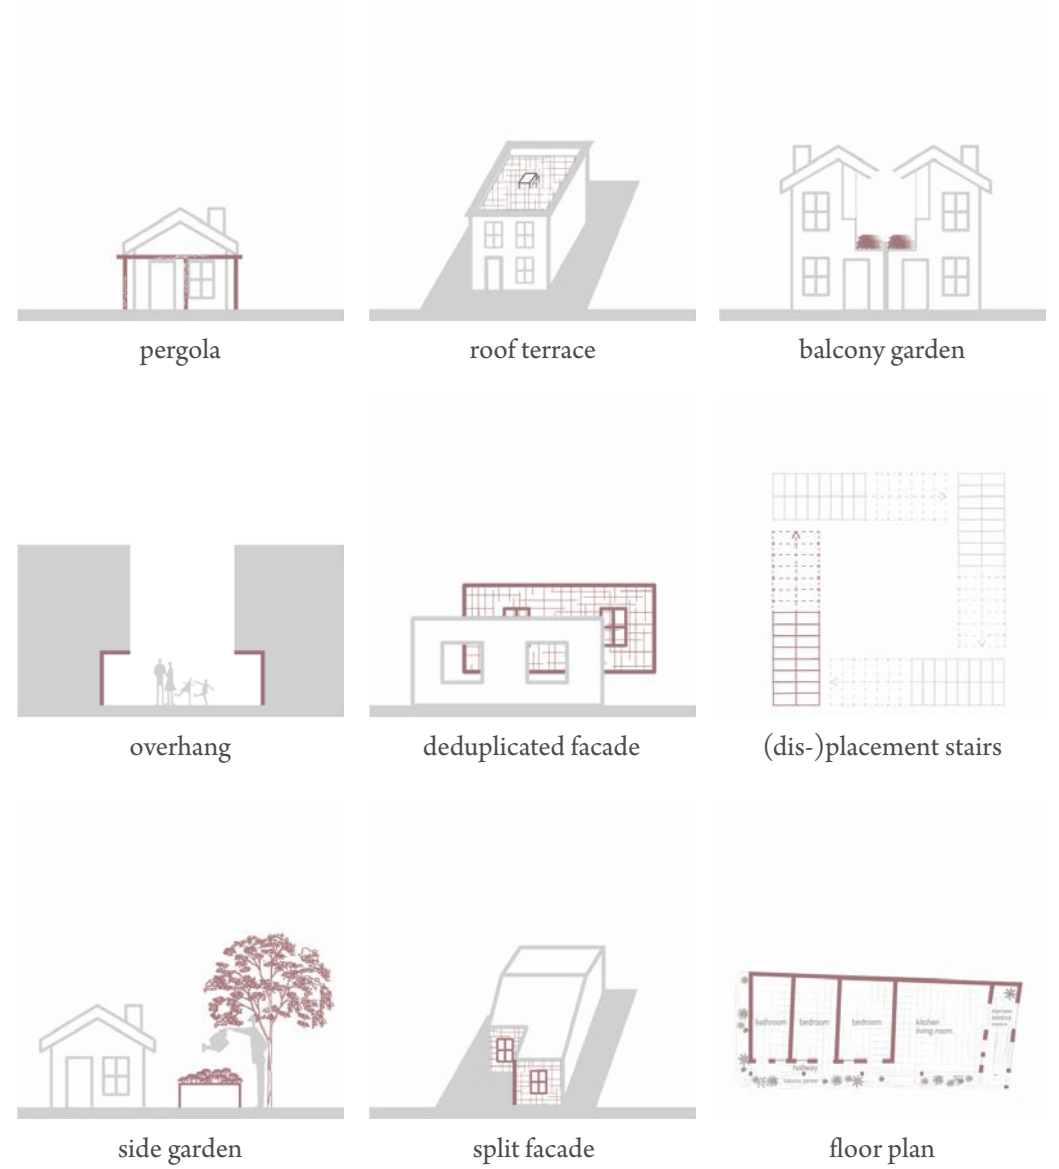 pergola
roof terrace
balcony garden
overhang
deduplicated facade
(dis-)placement stairs
side garden
split facade
bathroom
bedroom
bedroom
kitchen
living room
hallway
balcony garden
floor plan